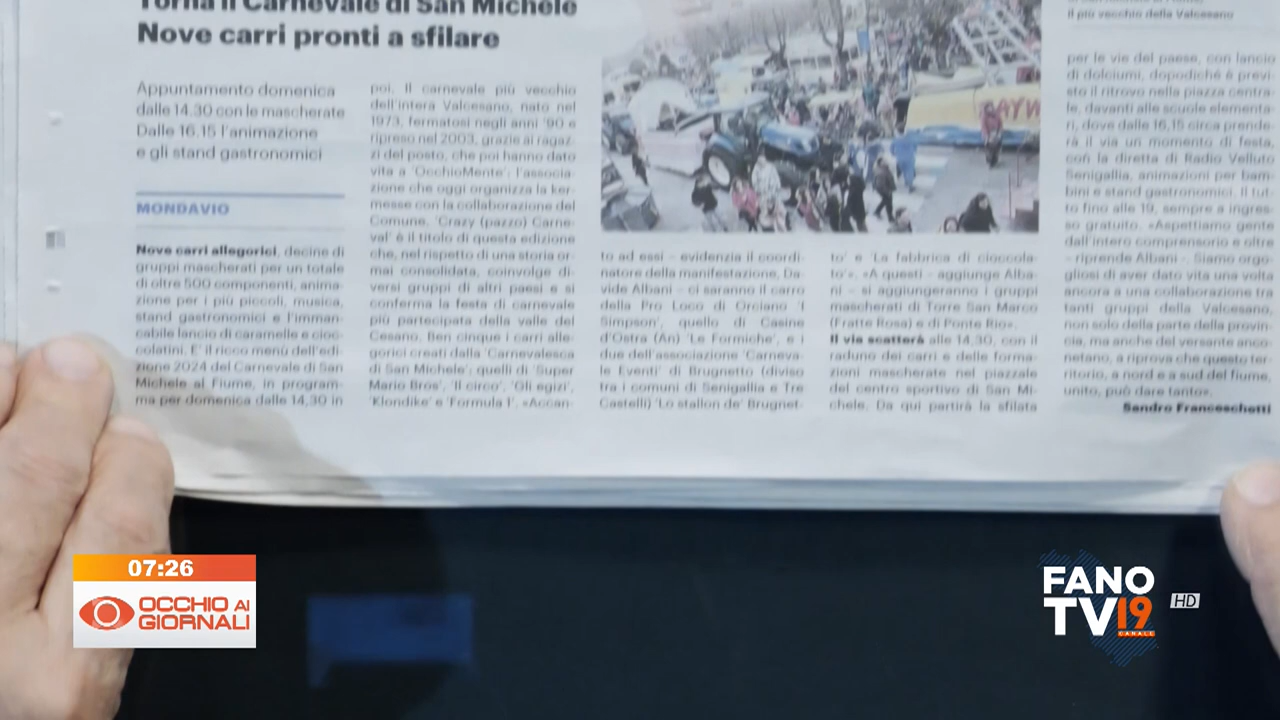 Torna il Carnevale di San Michele
Nove carri pronti a sfilare
Appuntamento domenica
dalle 14.30 con le mascherate
Dalle 16,15 l'animazione
e gli stand gastronomici
MONDAVIO
Nove carri allegorici, decine di
gruppi mascherati per un totale
di oltre 500 componenti, anima-
zione per i più piccoli, musica,
stand gastronomici e l'imman-
cabile lancio di caramelle e cioc-
colatini. E' il ricco menù dell'edi-
zione 2024 del Carnevale di San
Michele al Fiume, in program-
ma per domenica dalle 14,30 in
poi. Il carnevale più vecchio
dell'intera Valcesano, nato nel
1973, fermatosi negli anni '90 e
ripreso nel 2003, grazie ai ragaz-
zi del posto, che poi hanno dato
vita a 'OcchioMente', l'associa-
zione che oggi organizza la ker-
messe con la collaborazione del
Comune. 'Crazy (pazzo) Carne-
val' è il titolo di questa edizione
che, nel rispetto di una storia or-
mai consolidata, coinvolge di-
versi gruppi di altri paesi e si
conferma la festa di carnevale
più partecipata della valle del
Cesano. Ben cinque i carri alle-
gorici creati dalla 'Carnevalesca
di San Michele'; quelli di 'Super
Mario Bros', 'Il circo', 'Gli egizi',
'Klondike' e 'Formula 1'. «Accan-
to ad essi – evidenzia il coordi-
natore della manifestazione, Da-
vide Albani – ci saranno il carro
della Pro Loco di Orciano 'I
Simpson', quello di Casine
d'Ostra (An) 'Le Formiche', e i
due dell'associazione 'Carneva-
le Eventi' di Brugnetto (diviso
tra i comuni di Senigallia e Tre
Castelli) 'Lo stallon de' Brugnet-
to' e 'La fabbrica di cioccola-
to'». «A questi – aggiunge Alba-
ni – si aggiungeranno i gruppi
mascherati di Torre San Marco
(Fratte Rosa) e di Ponte Rio».
Il via scatterà alle 14,30, con il
raduno dei carri e delle forma-
zioni mascherate nel piazzale
del centro sportivo di San Mi-
chele. Da qui partirà la sfilata
il più vecchio della Valcesano
per le vie del paese, con lancio
di dolciumi, dopodiché è previ-
sto il ritrovo nella piazza centra-
le, davanti alle scuole elementa-
ri, dove dalle 16,15 circa prende-
rà il via un momento di festa,
con la diretta di Radio Velluto
Senigallia, animazioni per bam-
bini e stand gastronomici. Il tut-
to fino alle 19, sempre a ingres-
so gratuito. «Aspettiamo gente
dall'intero comprensorio e oltre
– riprende Albani –. Siamo orgo-
gliosi di aver dato vita una volta
ancora a una collaborazione tra
tanti gruppi della Valcesano,
non solo della parte della provin-
cia, ma anche del versante anco-
netano, a riprova che questo ter-
ritorio, a nord e a sud del fiume,
unito, può dare tanto».
Sandro Franceschetti
07:26
OCCHIO AI
GIORNALI
FANO
TV19
CANALE
HD